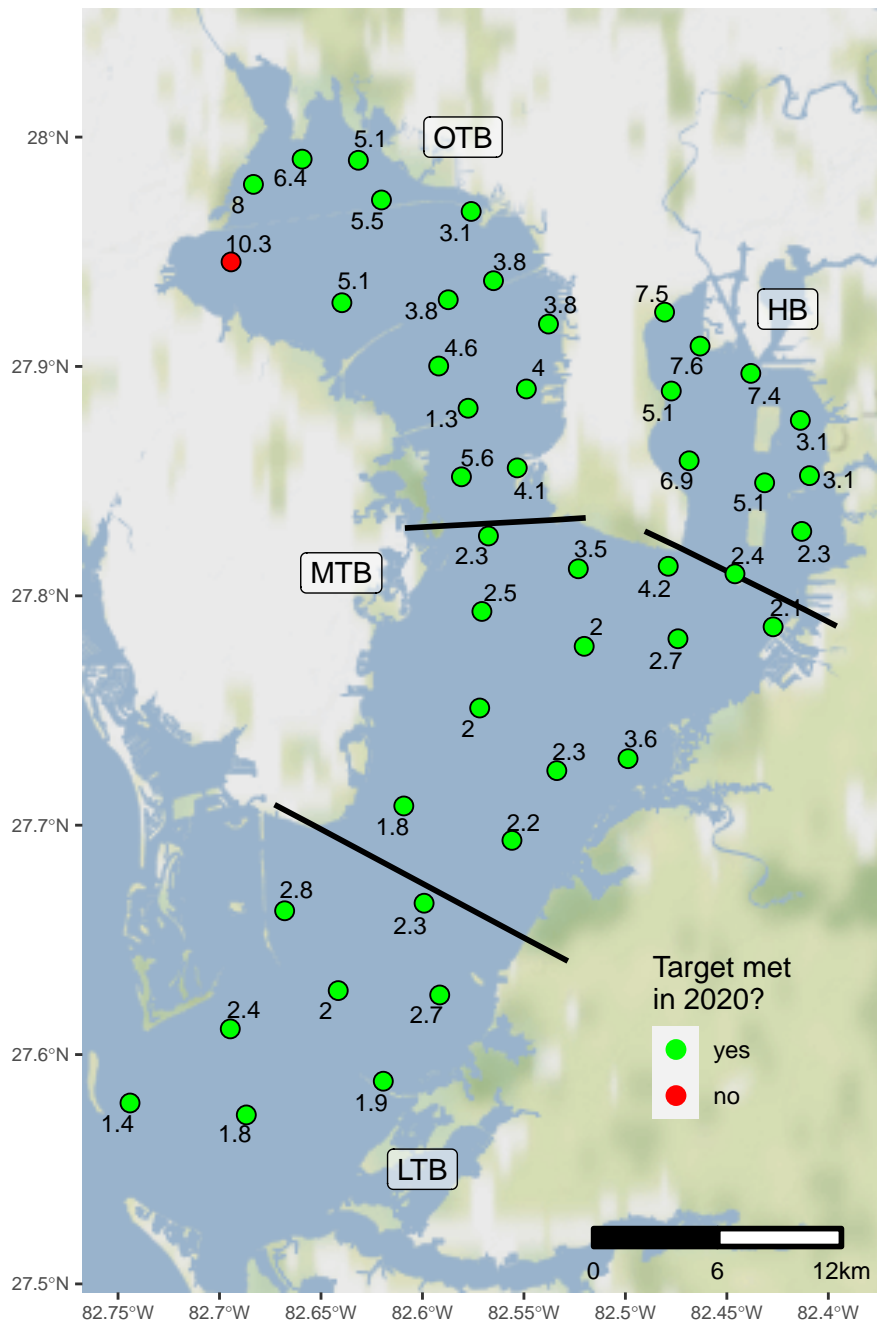 28°N
27.9°N
27.8°N
27.7°N
27.6°N
27.5°N
82.75°W
82.7°W
82.65°W
82.6°W
82.55°W
82.5°W
82.45°W
82.4°W
OTB
HB
MTB
LTB
5.1
6.4
8
5.5
3.1
10.3
3.8
5.1
3.8
3.8
4.6
4
1.3
5.6
4.1
7.5
7.6
7.4
5.1
3.1
6.9
3.1
5.1
2.3
2.4
2.1
2.3
3.5
4.2
2.5
2
2.7
2
2.3
3.6
1.8
2.2
2.8
2.3
2
2.7
2.4
1.9
1.4
1.8
Target met
in 2020?
yes
no
0 6 12km